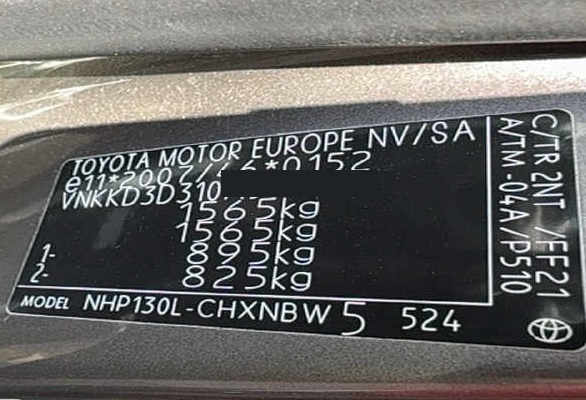 TOYOTA MOTOR EUROPE NV/SA
e11*2007/46*0152
VNKKD3D310
1565kg
1565kg
1- 895kg
2- 825kg
MODEL NHP130L-CHXNBW 5 524
C/TR 2NT /FF21
A/TM -04A/P510